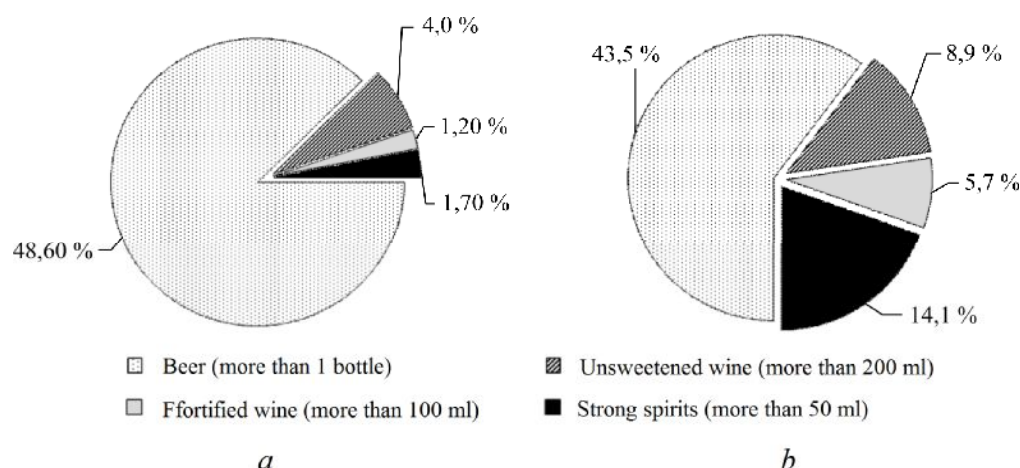 4,0 %
1,20 %
1,70 %
48,60 %
43,5 %
8,9 %
5,7 %
14,1 %
Beer (more than 1 bottle)
Unsweetened wine (more than 200 ml)
Ffortified wine (more than 100 ml)
Strong spirits (more than 50 ml)
a
b